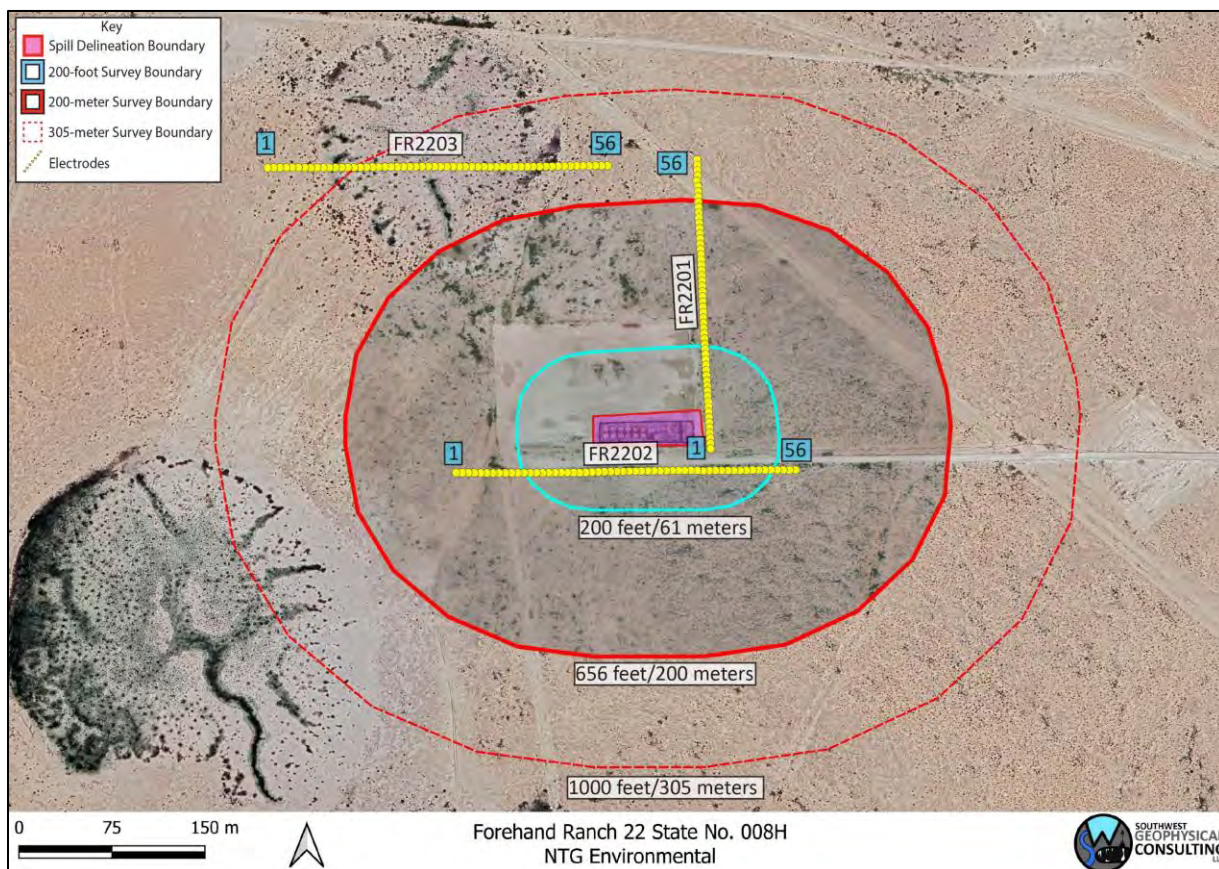 Key
Spill Delineation Boundary
200-foot Survey Boundary
200-meter Survey Boundary
305-meter Survey Boundary
Electrodes
1
FR2203
56
56
FR2201
1
FR2202
1
56
200 feet/61 meters
656 feet/200 meters
1000 feet/305 meters
0 75 150 m
Forehand Ranch 22 State No. 008H
NTG Environmental
SOUTHWEST
GEOPHYSICAL
CONSULTING